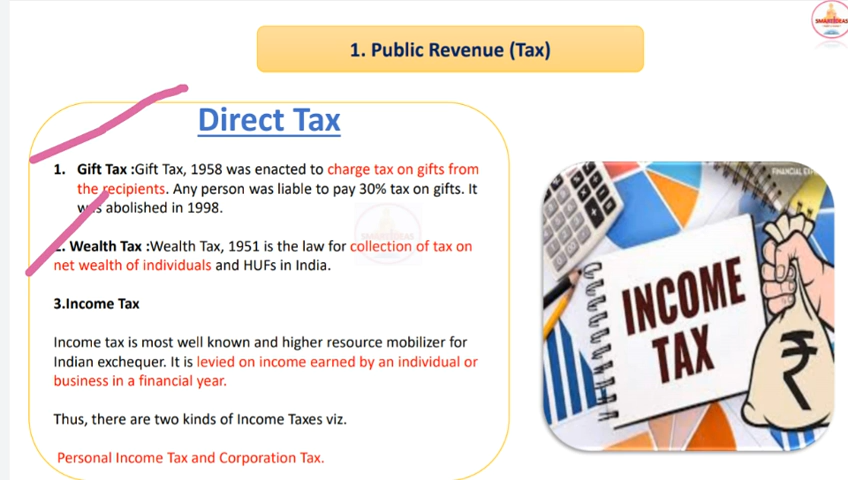 SMART IDEAS
1. Public Revenue (Tax)
Direct Tax
1. Gift Tax :Gift Tax, 1958 was enacted to charge tax on gifts from
the recipients. Any person was liable to pay 30% tax on gifts. It
was abolished in 1998.
2. Wealth Tax :Wealth Tax, 1951 is the law for collection of tax on
net wealth of individuals and HUFs in India.
3.Income Tax
Income tax is most well known and higher resource mobilizer for
Indian exchequer. It is levied on income earned by an individual or
business in a financial year.
Thus, there are two kinds of Income Taxes viz.
Personal Income Tax and Corporation Tax.
FINANCIAL
INCOME
TAX
₹